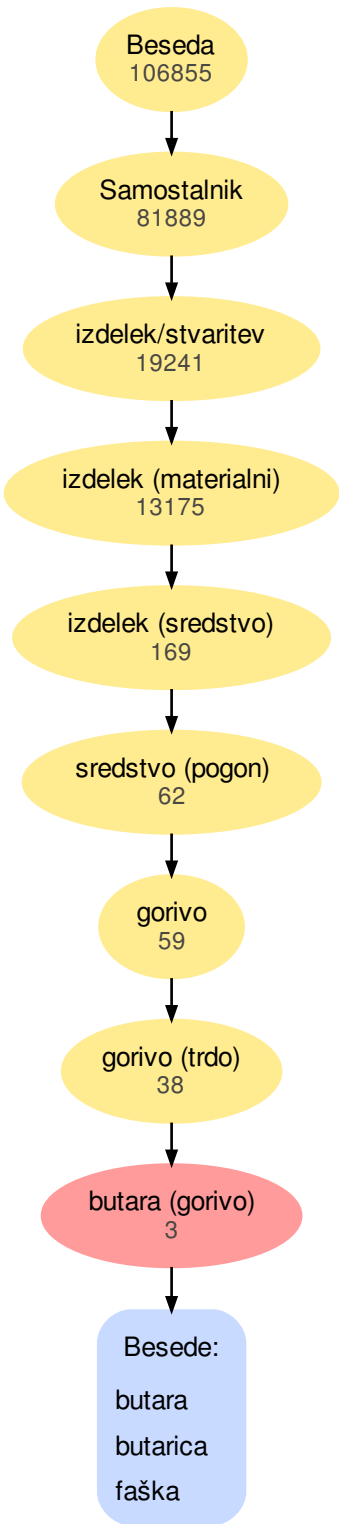 Beseda
106855
Samostalnik
81889
izdelek/stvaritev
19241
izdelek (materialni)
13175
izdelek (sredstvo)
169
sredstvo (pogon)
62
gorivo
59
gorivo (trdo)
38
butara (gorivo)
3
Besede:
butara
butarica
faška